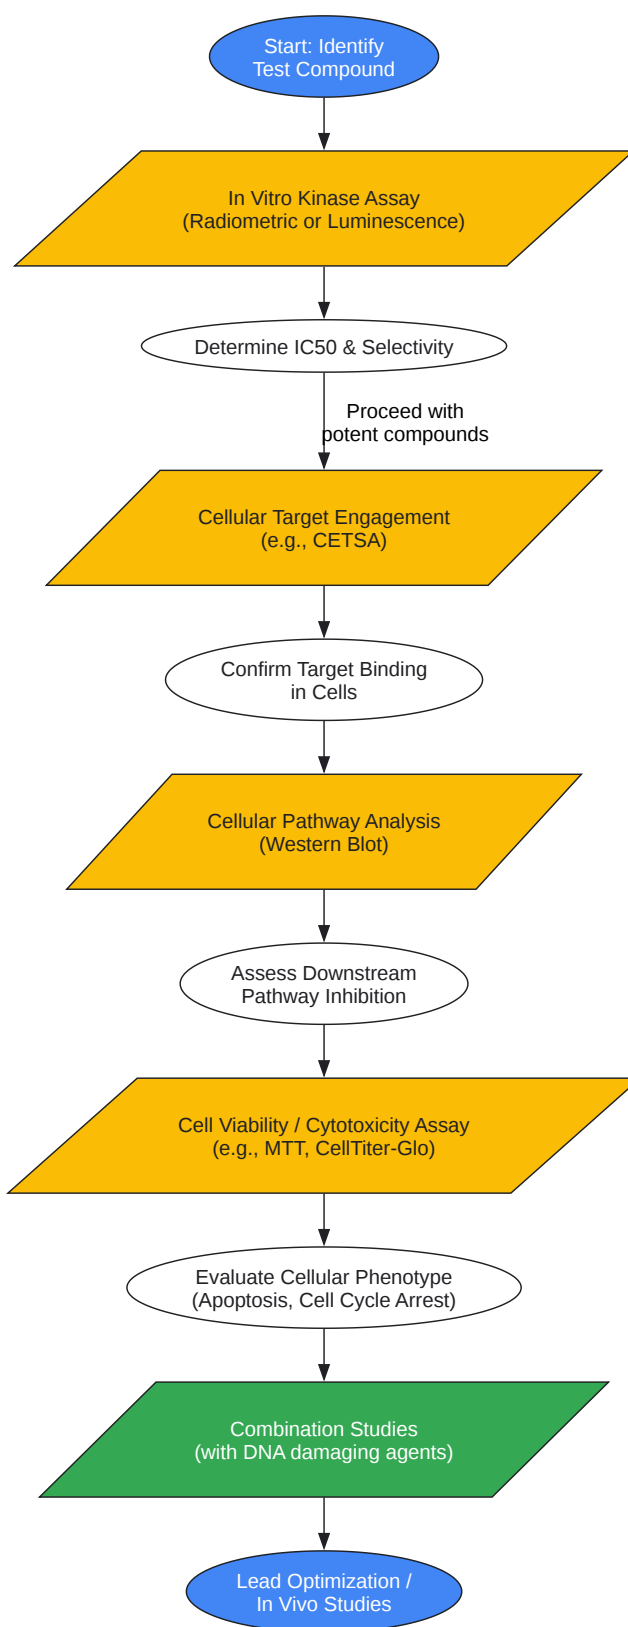 Start: Identify
Test Compound
In Vitro Kinase Assay
(Radiometric or Luminescence)
Determine IC50 & Selectivity
Proceed with
potent compounds
Cellular Target Engagement
(e.g., CETSA)
Confirm Target Binding
in Cells
Cellular Pathway Analysis
(Western Blot)
Assess Downstream
Pathway Inhibition
Cell Viability / Cytotoxicity Assay
(e.g., MTT, CellTiter-Glo)
Evaluate Cellular Phenotype
(Apoptosis, Cell Cycle Arrest)
Combination Studies
(with DNA damaging agents)
Lead Optimization /
In Vivo Studies